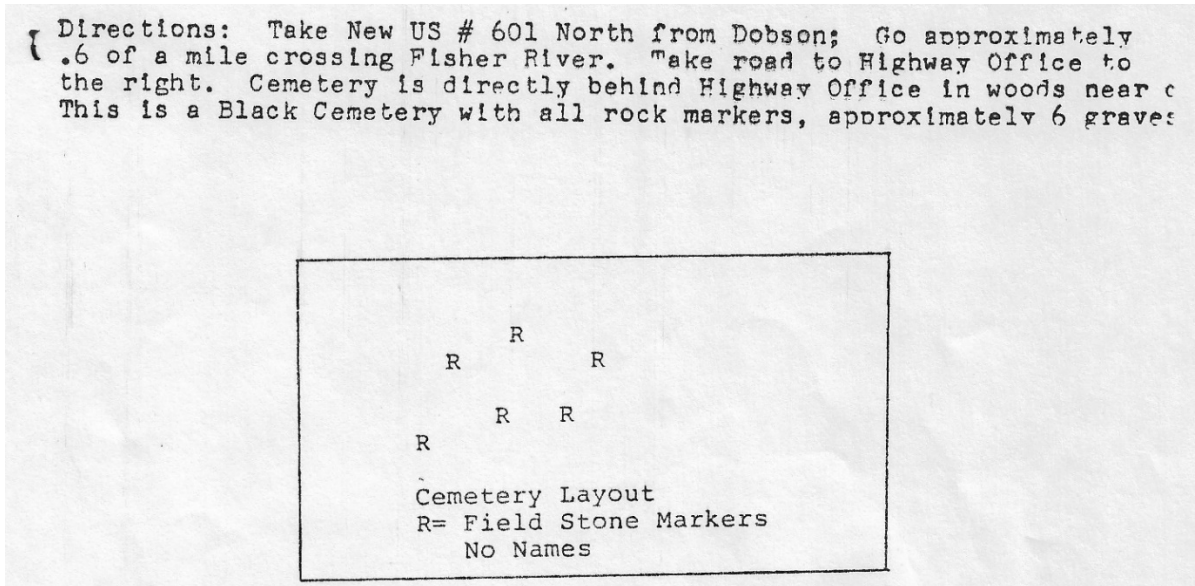 Directions: Take New US # 601 North from Dobson; Go approximately
.6 of a mile crossing Fisher River. Take road to Highway Office to
the right. Cemetery is directly behind Highway Office in woods near
This is a Black Cemetery with all rock markers, approximately 6 graves
R
R R
R R
R
Cemetery Layout
R= Field Stone Markers
No Names